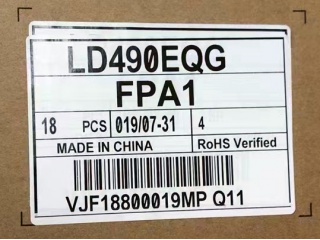 LD490EQG
FPA1
18 PCS 019/07-31 4
MADE IN CHINA RoHS Verified
VJF18800019MP Q11